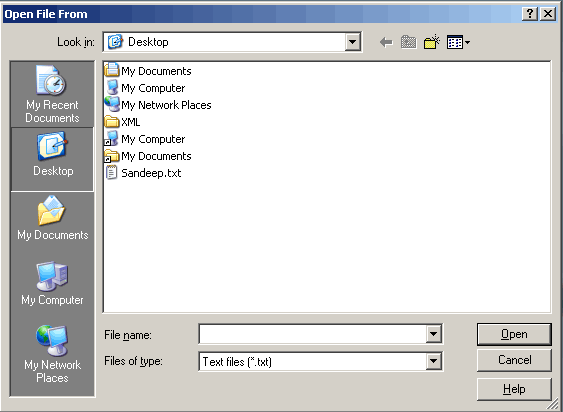 Open File From
Look in:
Desktop
My Recent
Documents
Desktop
My Documents
My Computer
My Network
Places
My Documents
My Computer
My Network Places
XML
My Computer
My Documents
Sandeep.txt
File name:
Open
Files of type:
Text files (*.txt)
Cancel
Help